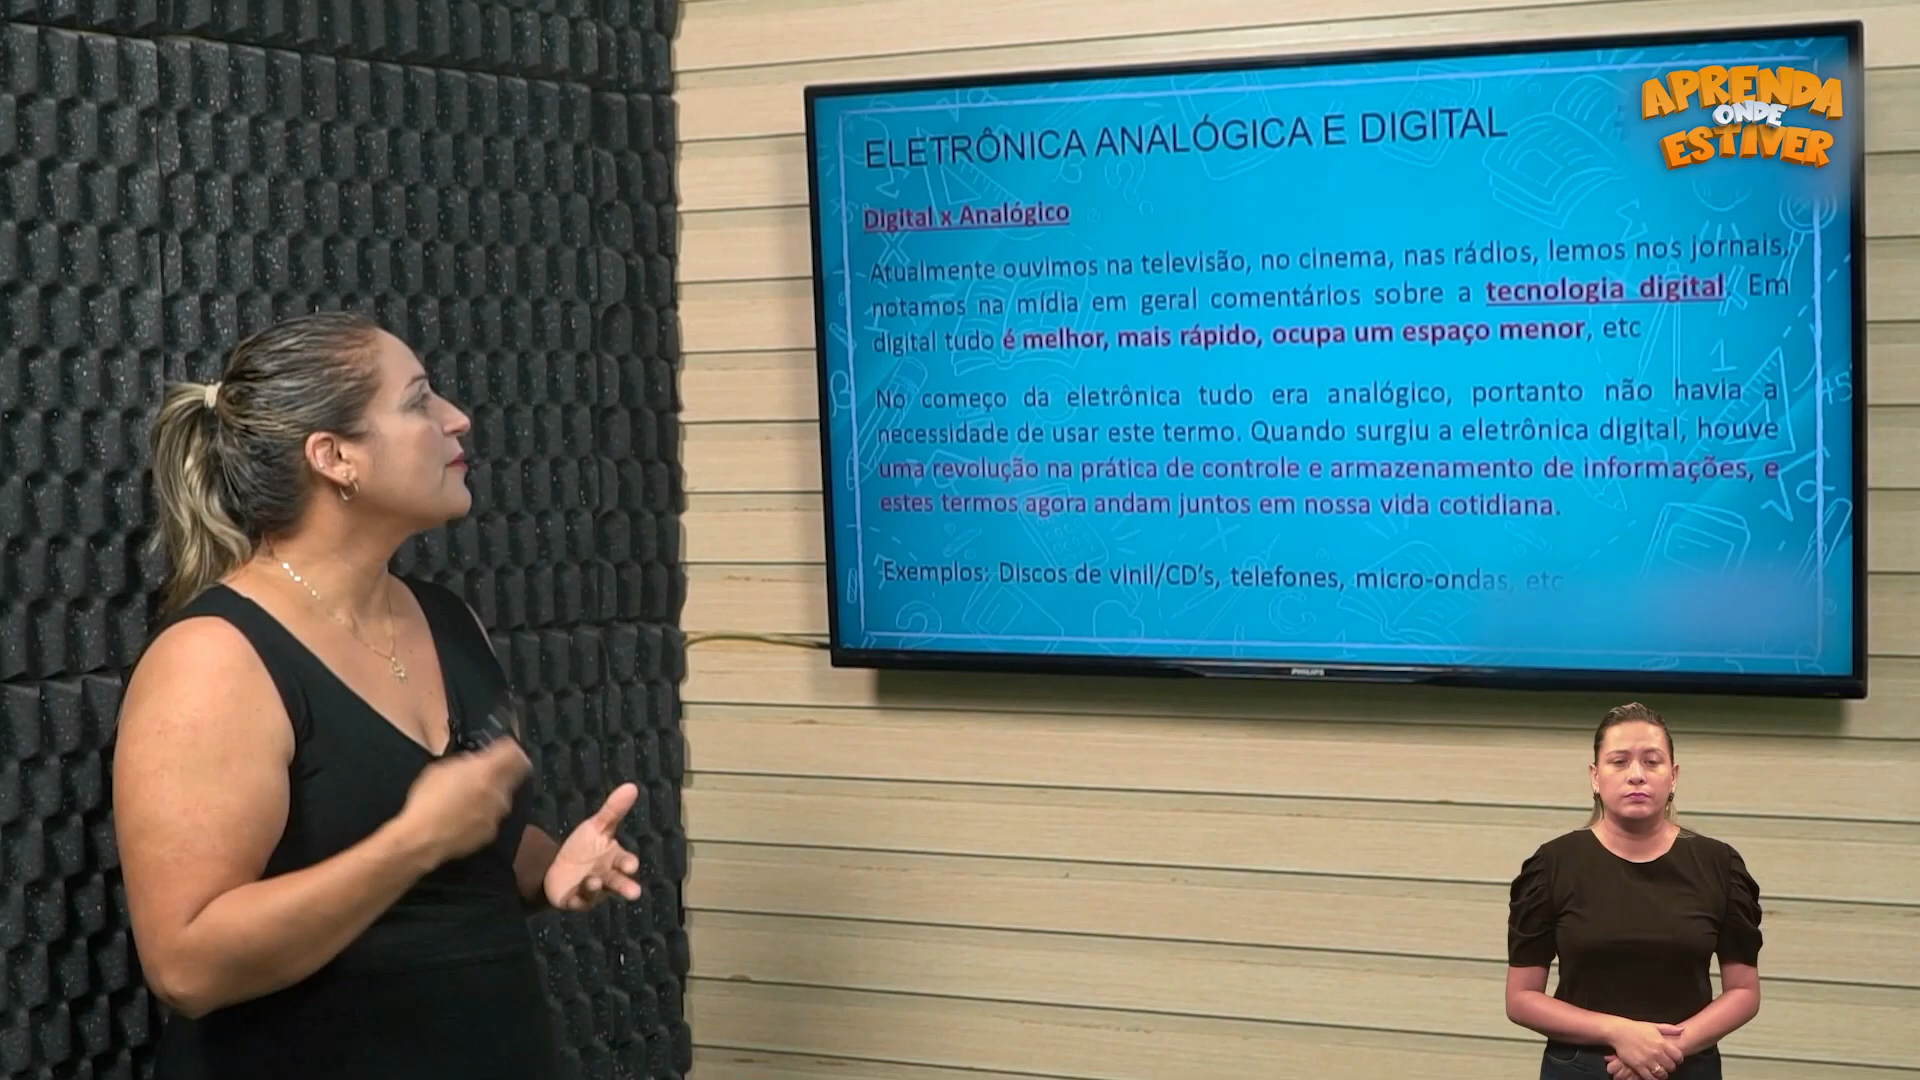 APRENDA
ONDE
ESTIVER
ELETRÔNICA ANALÓGICA E DIGITAL
Digital x Analógico
Atualmente ouvimos na televisão, no cinema, nas rádios, lemos nos jornais,
notamos na mídia em geral comentários sobre a tecnologia digital. Em
digital tudo é melhor, mais rápido, ocupa um espaço menor, etc
No começo da eletrônica tudo era analógico, portanto não havia a
necessidade de usar este termo. Quando surgiu a eletrônica digital, houve
uma revolução na prática de controle e armazenamento de informações, e
estes termos agora andam juntos em nossa vida cotidiana.
Exemplos: Discos de vinil/CD's, telefones, micro-ondas, etc
PHILIPS